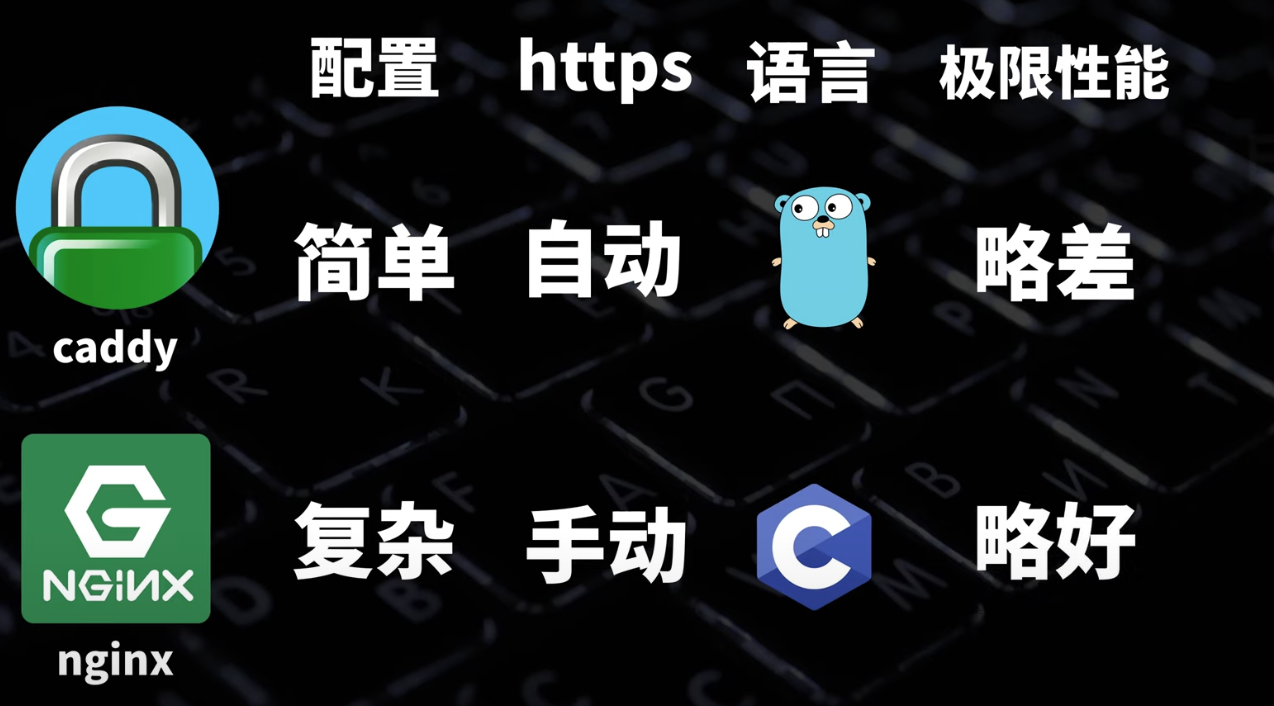 配置 https 语言 极限性能
简单 自动 略差
caddy
复杂 手动 C 略好
NGINX
nginx